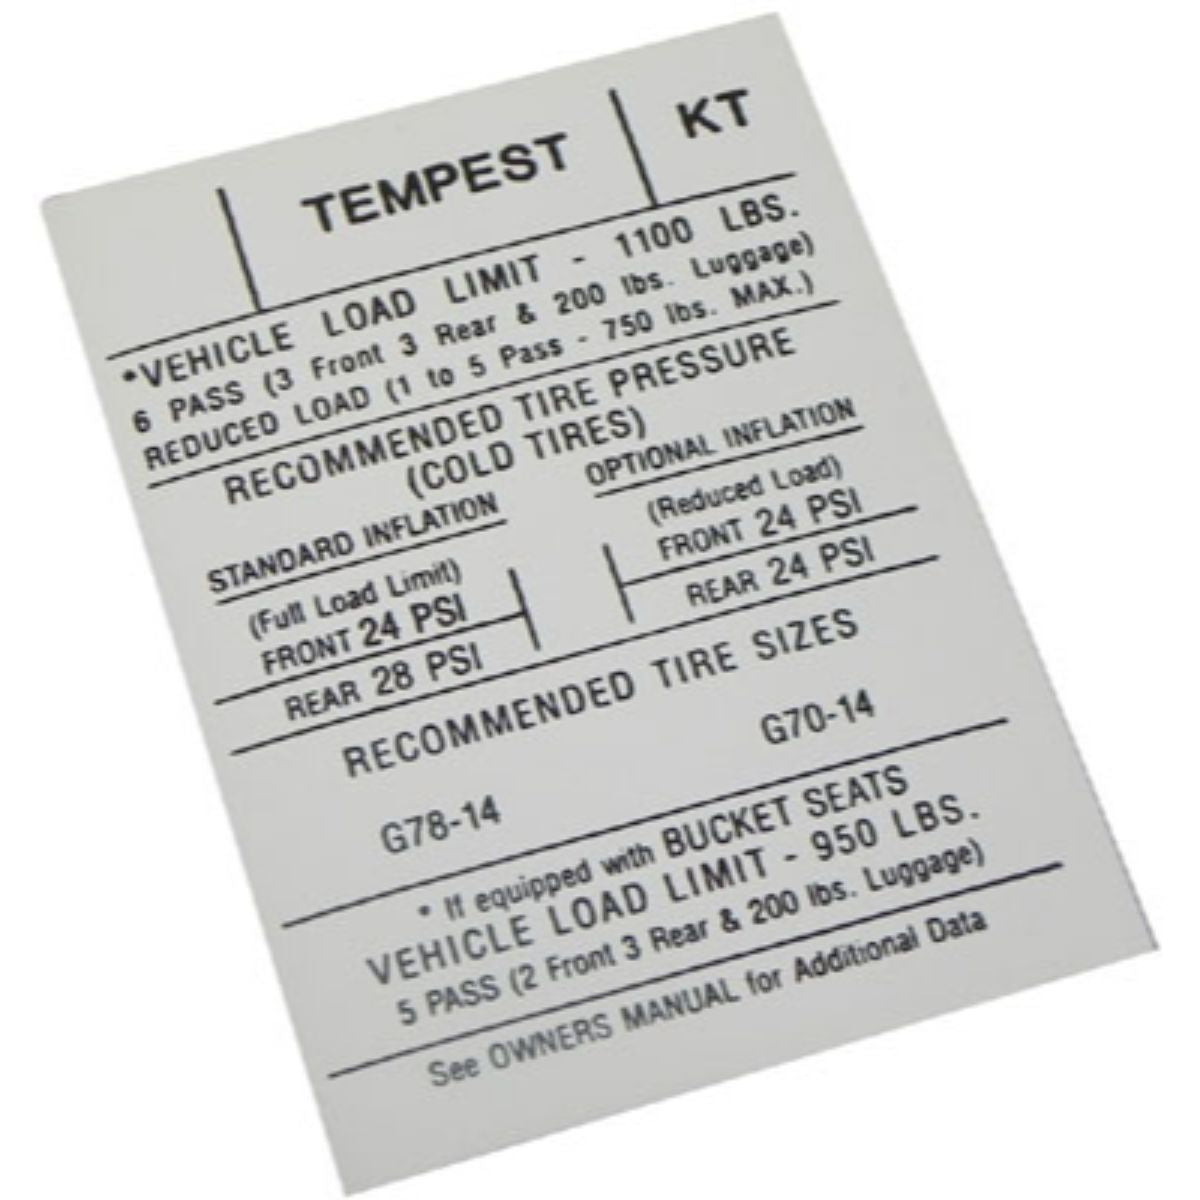 TEMPEST KT
*VEHICLE LOAD LIMIT - 1100 LBS.
6 PASS (3 Front 3 Rear & 200 lbs. Luggage)
REDUCED LOAD (1 to 5 Pass - 750 lbs. MAX.)
RECOMMENDED TIRE PRESSURE
(COLD TIRES)
STANDARD INFLATION
(Full Load Limit)
FRONT 24 PSI
REAR 28 PSI
OPTIONAL INFLATION
(Reduced Load)
FRONT 24 PSI
REAR 24 PSI
RECOMMENDED TIRE SIZES
G78-14 G70-14
* If equipped with BUCKET SEATS
VEHICLE LOAD LIMIT - 950 LBS.
5 PASS (2 Front 3 Rear & 200 lbs. Luggage)
See OWNERS MANUAL for Additional Data